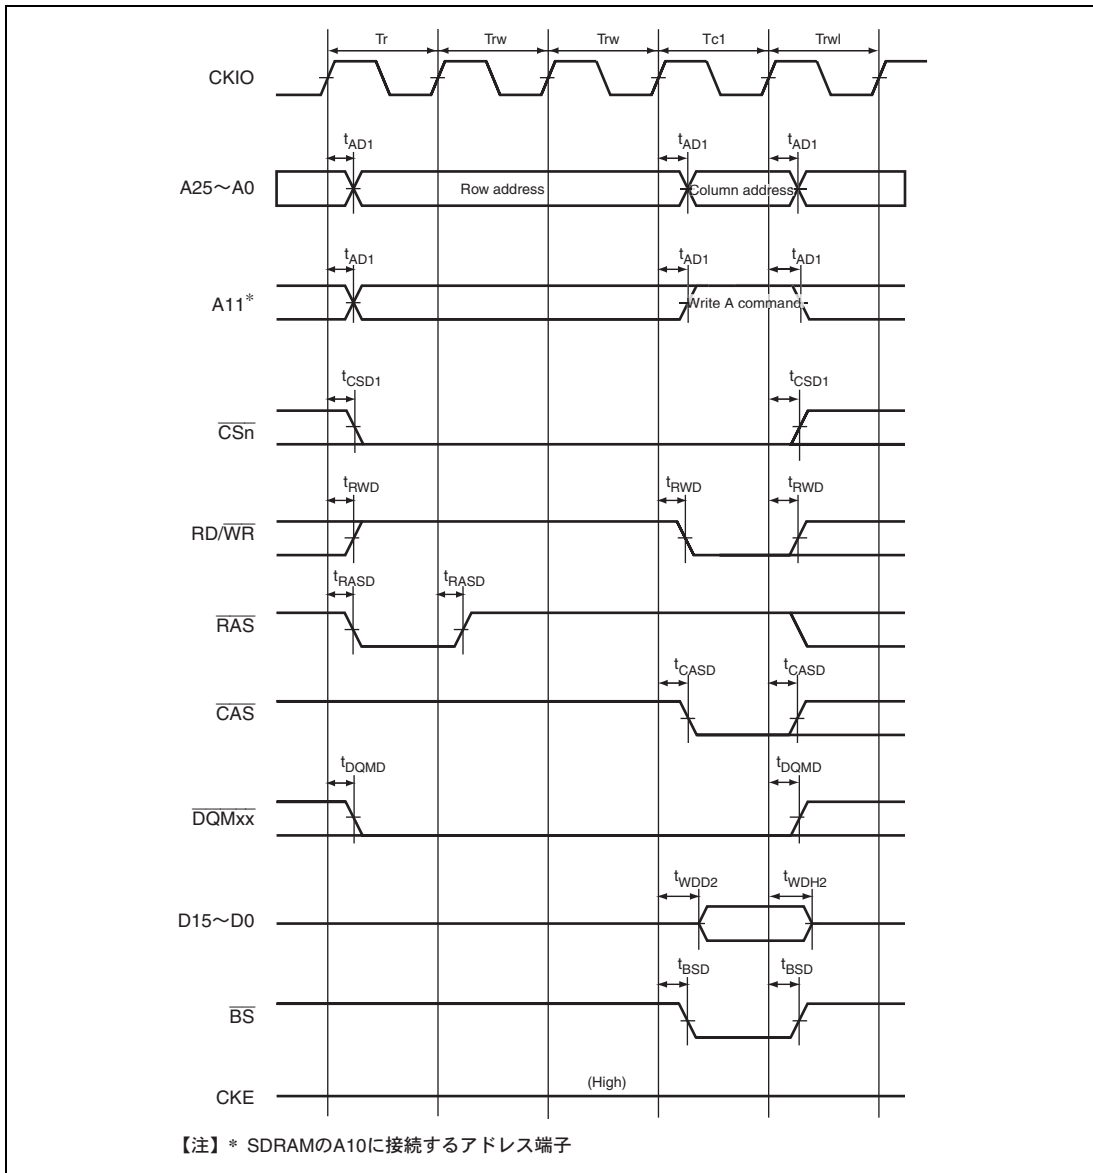 Tr Trw Trw Tc1 Trwl
CKIO
tAD1 tAD1 tAD1
A25～A0 Row address Column address
tAD1 tAD1 tAD1
A11* Write A command
tCSD1 tCSD1
CSn
tRWD tRWD tRWD
RD/WR
tRASD tRASD
RAS
tCASD tCASD
CAS
tDQMD tDQMD
DQMxx
tWDD2 tWDH2
D15～D0
tBSD tBSD
BS
(High)
CKE
【注】* SDRAMのA10に接続するアドレス端子